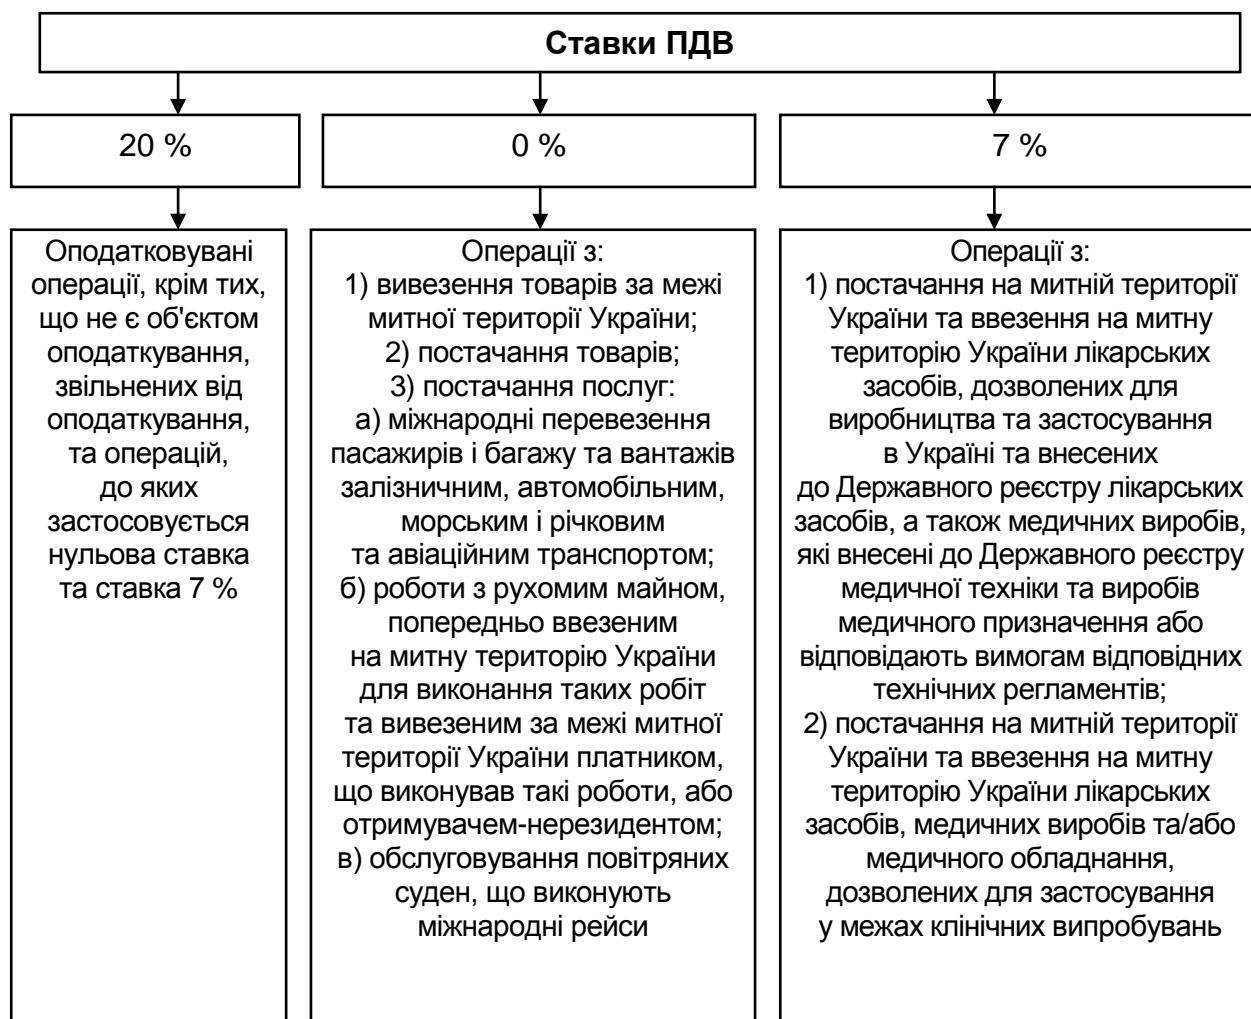 Ставки ПДВ
20 %
0 %
7 %
Оподатковувані
операції, крім тих,
що не є об'єктом
оподаткування,
звільнених від
оподаткування,
та операцій,
до яких
застосовується
нульова ставка
та ставка 7 %
Операції з:
1) вивезення товарів за межі
митної території України;
2) постачання товарів;
3) постачання послуг:
а) міжнародні перевезення
пасажирів і багажу та вантажів
залізничним, автомобільним,
морським і річковим
та авіаційним транспортом;
б) роботи з рухомим майном,
попередньо ввезеним
на митну територію України
для виконання таких робіт
та вивезеним за межі митної
території України платником,
що виконував такі роботи, або
отримувачем-нерезидентом;
в) обслуговування повітряних
суден, що виконують
міжнародні рейси
Операції з:
1) постачання на митній території
України та ввезення на митну
територію України лікарських
засобів, дозволених для
виробництва та застосування
в Україні та внесених
до Державного реєстру лікарських
засобів, а також медичних виробів,
які внесені до Державного реєстру
медичної техніки та виробів
медичного призначення або
відповідають вимогам відповідних
технічних регламентів;
2) постачання на митній території
України та ввезення на митну
територію України лікарських
засобів, медичних виробів та/або
медичного обладнання,
дозволених для застосування
у межах клінічних випробувань